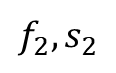 f₂, s₂